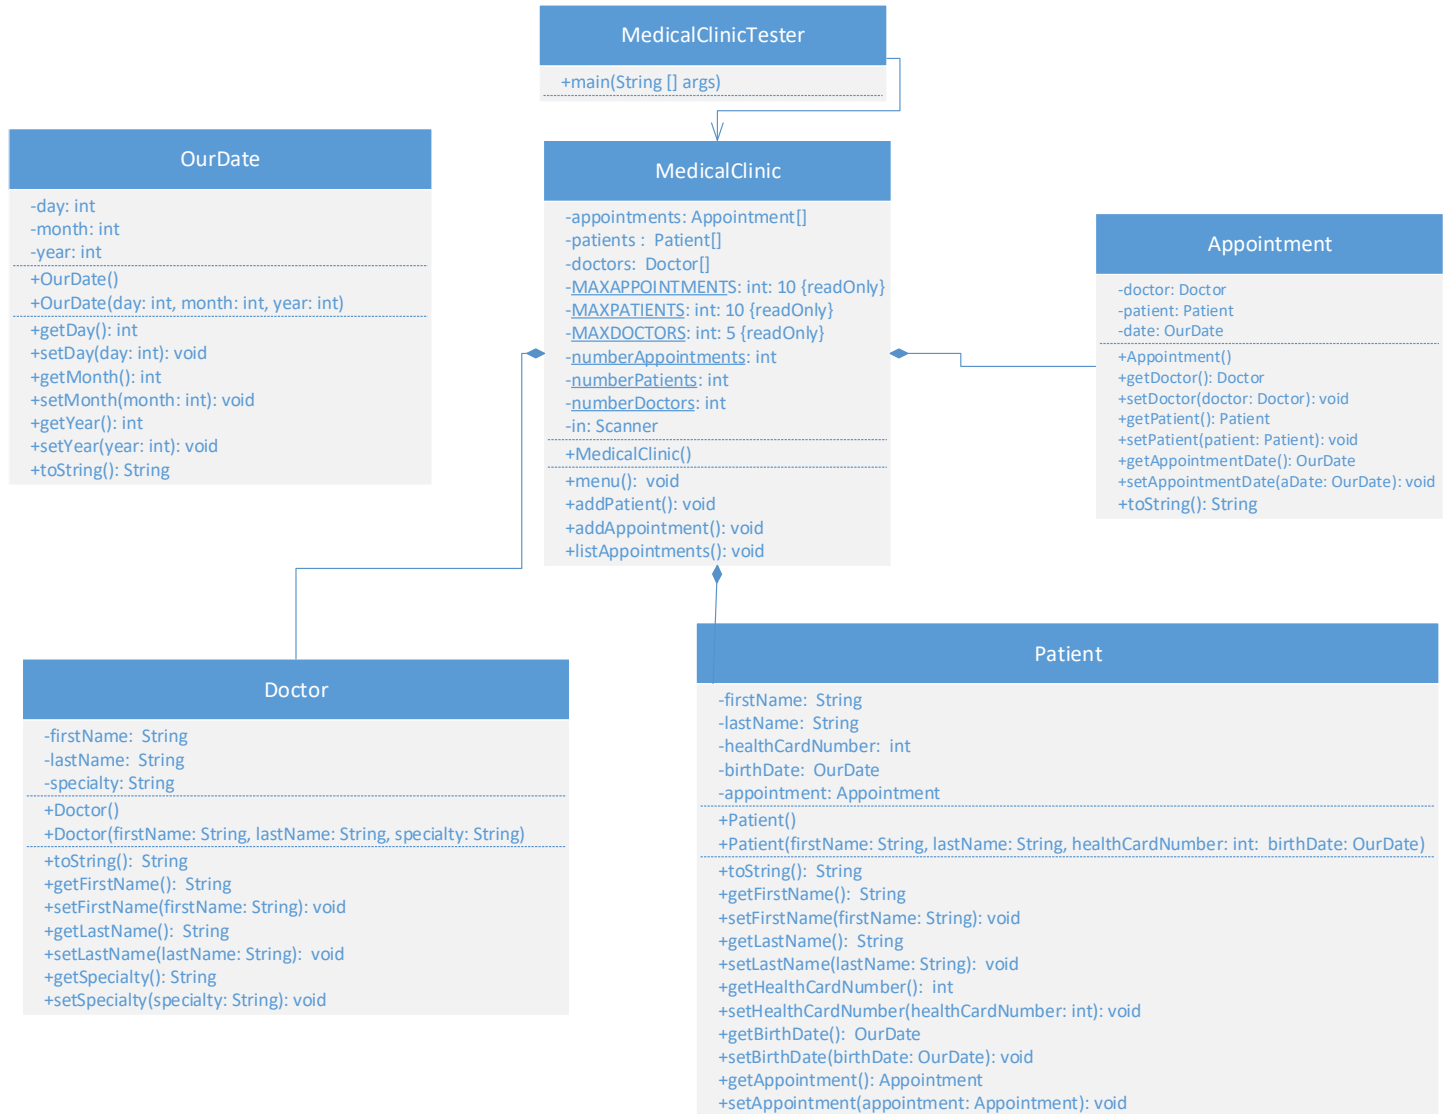 MedicalClinicTester
+main(String [] args)
OurDate
-day: int
-month: int
-year: int
+OurDate()
+OurDate(day: int, month: int, year: int)
+getDay(): int
+setDay(day: int): void
+getMonth(): int
+setMonth(month: int): void
+getYear(): int
+setYear(year: int): void
+toString(): String
MedicalClinic
-appointments: Appointment[]
-patients : Patient[]
-doctors: Doctor[]
-MAXAPPOINTMENTS: int: 10 {readOnly}
-MAXPATIENTS: int: 10 {readOnly}
-MAXDOCTORS: int: 5 {readOnly}
-numberAppointments: int
-numberPatients: int
-numberDoctors: int
-in: Scanner
+MedicalClinic()
+menu(): void
+addPatient(): void
+addAppointment(): void
+listAppointments(): void
Appointment
-doctor: Doctor
-patient: Patient
-date: OurDate
+Appointment()
+getDoctor(): Doctor
+setDoctor(doctor: Doctor): void
+getPatient(): Patient
+setPatient(patient: Patient): void
+getAppointmentDate(): OurDate
+setAppointmentDate(aDate: OurDate): void
+toString(): String
Doctor
-firstName: String
-lastName: String
-specialty: String
+Doctor()
+Doctor(firstName: String, lastName: String, specialty: String)
+toString(): String
+getFirstName(): String
+setFirstName(firstName: String): void
+getLastName(): String
+setLastName(lastName: String): void
+getSpecialty(): String
+setSpecialty(specialty: String): void
Patient
-firstName: String
-lastName: String
-healthCardNumber: int
-birthDate: OurDate
-appointment: Appointment
+Patient()
+Patient(firstName: String, lastName: String, healthCardNumber: int: birthDate: OurDate)
+toString(): String
+getFirstName(): String
+setFirstName(firstName: String): void
+getLastName(): String
+setLastName(lastName: String): void
+getHealthCardNumber(): int
+setHealthCardNumber(healthCardNumber: int): void
+getBirthDate(): OurDate
+setBirthDate(birthDate: OurDate): void
+getAppointment(): Appointment
+setAppointment(appointment: Appointment): void